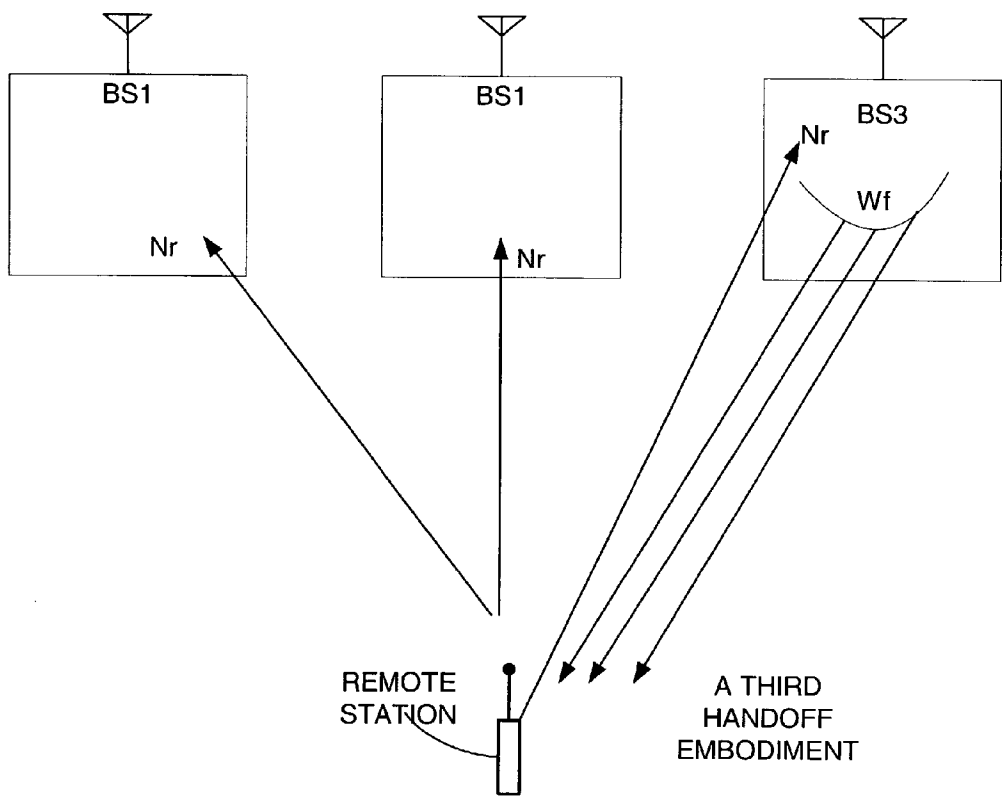 BS1
BS1
BS3
Nr
Wf
Nr
Nr
REMOTE
STATION
A THIRD
HANDOFF
EMBODIMENT